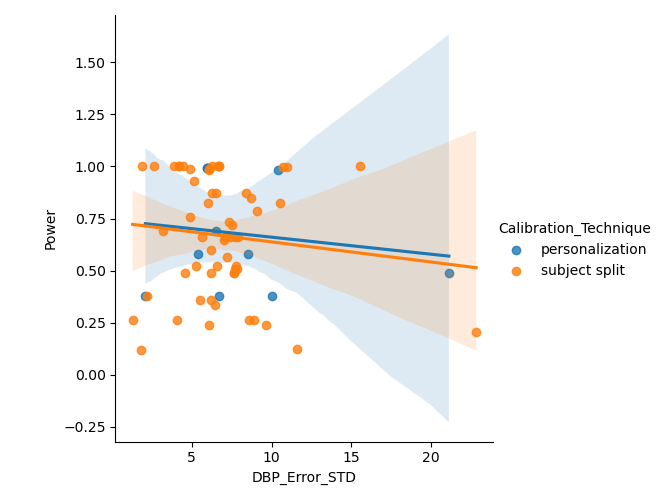 1.50
1.25
1.00
0.75
0.50
0.25
0.00
−0.25
Power
5 10 15 20
DBP_Error_STD
Calibration_Technique
personalization
subject split